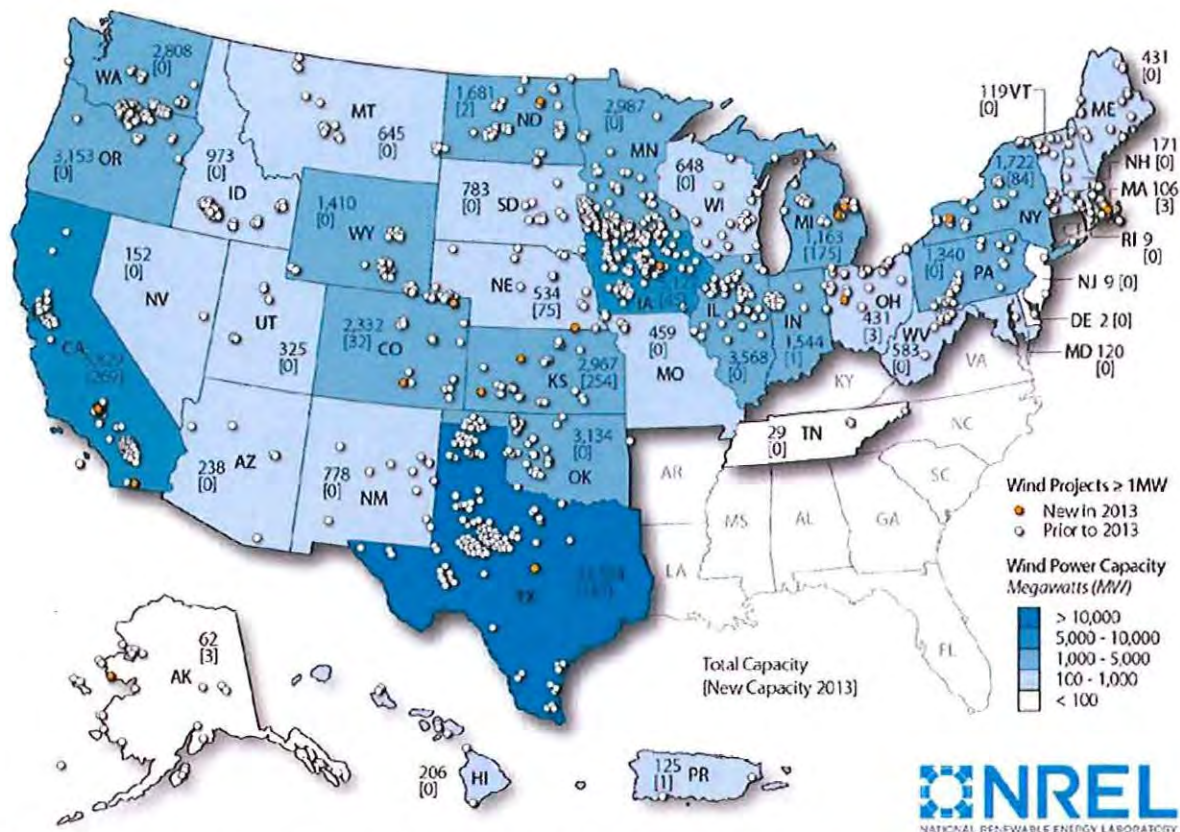 2,808
[0]
WA
3,153
[0]
OR
973
[0]
ID
MT
645
[0]
1,681
[2]
ND
2,987
[0]
MN
783
[0]
SD
648
[0]
WI
1,410
[0]
WY
152
[0]
NV
UT
325
[0]
2,332
[32]
CO
NE
534
[75]
IA
IL
3,568
[0]
IN
1,544
[1]
MI
1,163
[175]
OH
431
[3]
1,340
[0]
PA
1,722
[84]
NY
119 VT
[0]
431
[0]
ME
171
NH [0]
MA 106
[3]
RI 9
[0]
NJ 9 [0]
DE 2 [0]
MD 120
[0]
WV
583
[0]
VA
KY
CA
[269]
2,967
KS [254]
459
[0]
MO
238
[0]
AZ
778
[0]
NM
3,134
[0]
OK
TX
29
[0]
TN
NC
SC
AR
MS
AL
GA
LA
FL
62
[3]
AK
206
[0]
HI
125
[1]
PR
Total Capacity
[New Capacity 2013]
Wind Projects ≥ 1MW
New in 2013
Prior to 2013
Wind Power Capacity
Megawatts (MW)
> 10,000
5,000 - 10,000
1,000 - 5,000
100 - 1,000
< 100
NREL
NATIONAL RENEWABLE ENERGY LABORATORY